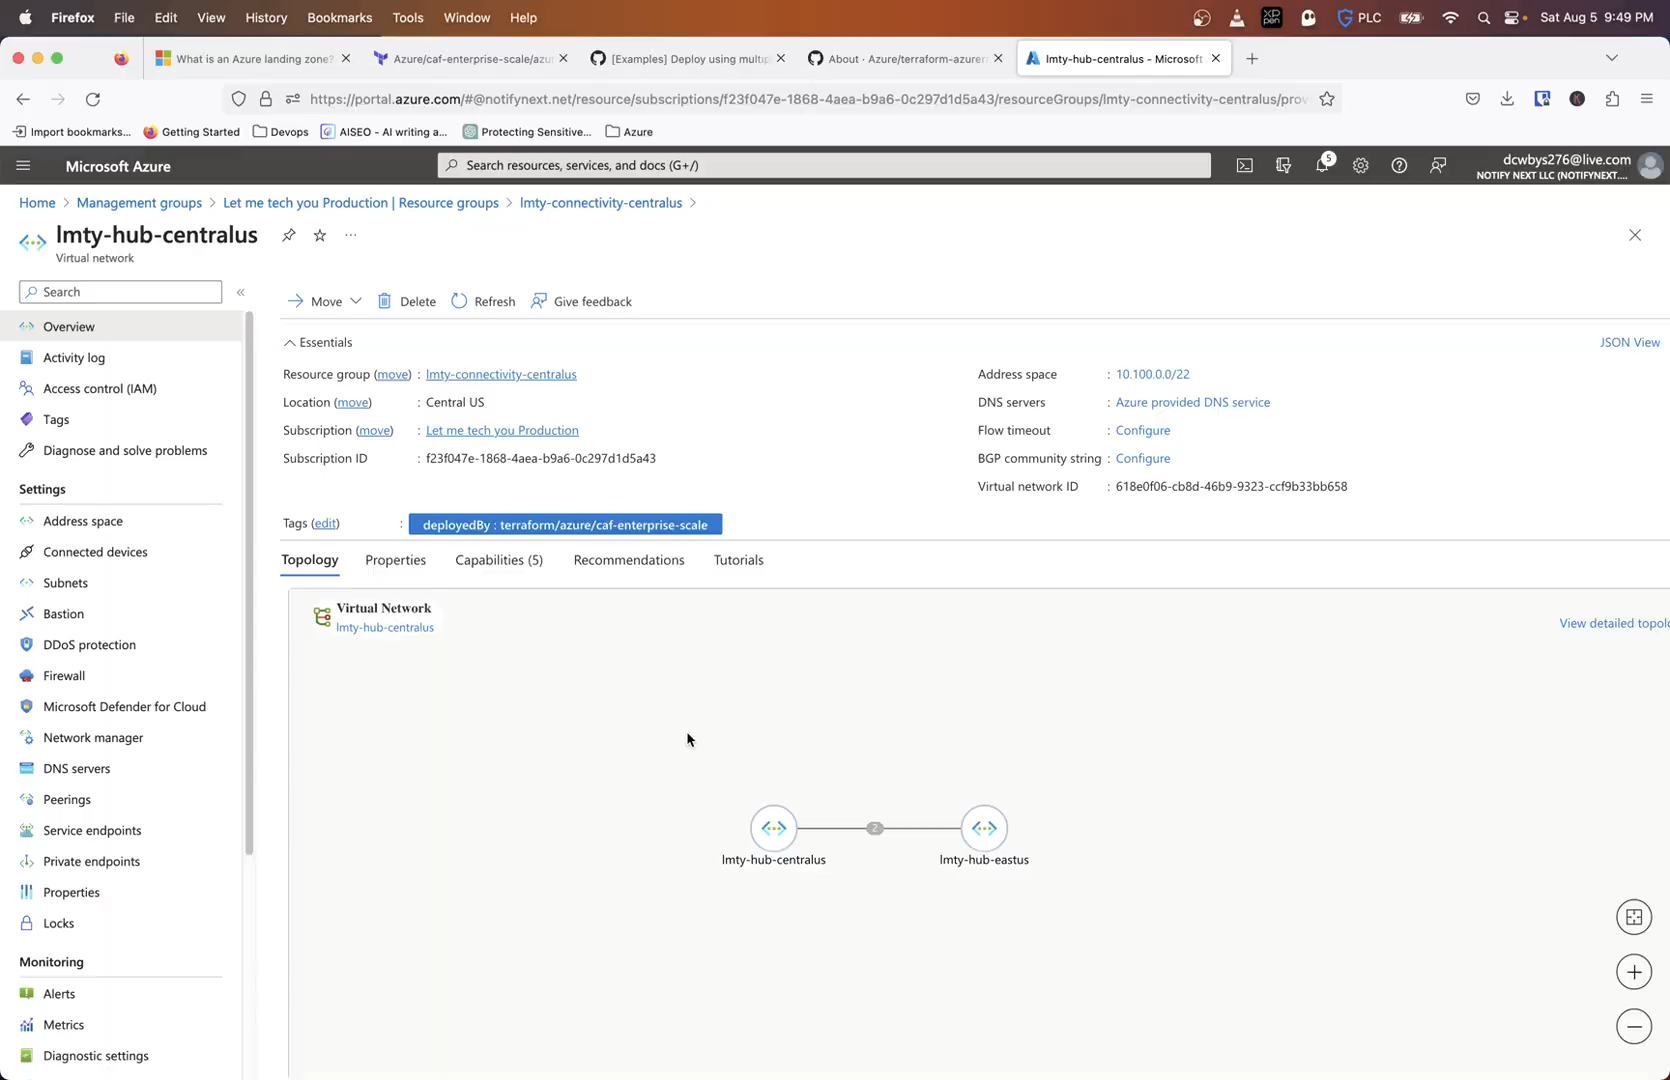 Firefox File Edit View History Bookmarks Tools Window Help
XP PEN PLC Sat Aug 5 9:49 PM
What is an Azure landing zone? Azure/caf-enterprise-scale/azur [Examples] Deploy using multip About · Azure/terraform-azurerm lmty-hub-centralus - Microsoft
https://portal.azure.com/#@notifynext.net/resource/subscriptions/f23f047e-1868-4aea-b9a6-0c297d1d5a43/resourceGroups/lmty-connectivity-centralus/prov
Import bookmarks... Getting Started Devops AISEO - AI writing a... Protecting Sensitive... Azure
Microsoft Azure
Search resources, services, and docs (G+/)
5
dcwbys276@live.com
NOTIFY NEXT LLC (NOTIFYNEXT....
Home > Management groups > Let me tech you Production | Resource groups > lmty-connectivity-centralus >
lmty-hub-centralus
Virtual network
Search
Overview
Activity log
Access control (IAM)
Tags
Diagnose and solve problems
Settings
Address space
Connected devices
Subnets
Bastion
DDoS protection
Firewall
Microsoft Defender for Cloud
Network manager
DNS servers
Peerings
Service endpoints
Private endpoints
Properties
Locks
Monitoring
Alerts
Metrics
Diagnostic settings
Move Delete Refresh Give feedback
Essentials
JSON View
Resource group (move) : lmty-connectivity-centralus
Location (move) : Central US
Subscription (move) : Let me tech you Production
Subscription ID : f23f047e-1868-4aea-b9a6-0c297d1d5a43
Address space : 10.100.0.0/22
DNS servers : Azure provided DNS service
Flow timeout : Configure
BGP community string : Configure
Virtual network ID : 618e0f06-cb8d-46b9-9323-ccf9b33bb658
Tags (edit) : deployedBy : terraform/azure/caf-enterprise-scale
Topology Properties Capabilities (5) Recommendations Tutorials
Virtual Network
lmty-hub-centralus
View detailed topolo
2
lmty-hub-centralus lmty-hub-eastus